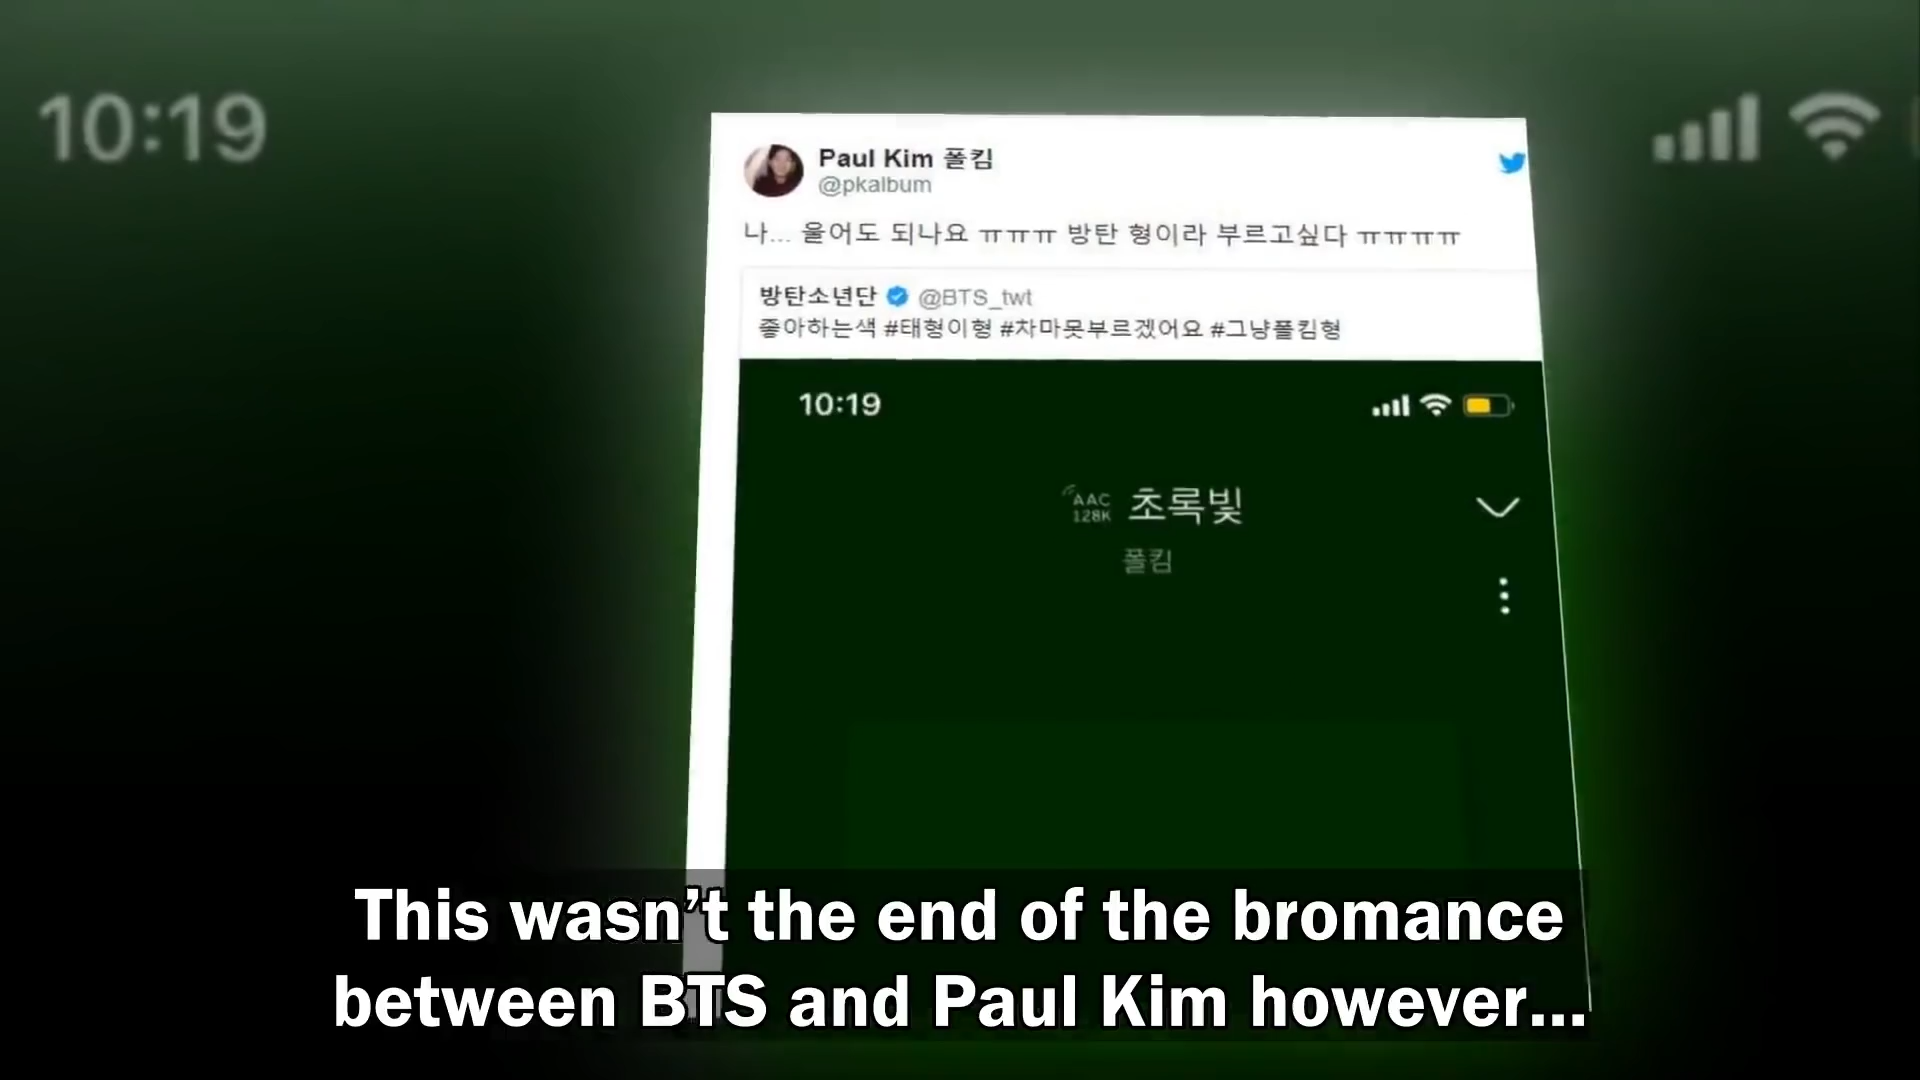 10:19
Paul Kim 폴킴
@pkalbum
나... 울어도 되나요 ㅠㅠㅠ 방탄 형이라 부르고싶다 ㅠㅠㅠㅠ
방탄소년단 @BTS_twt
좋아하는색 #태형이형 #차마못부르겠어요 #그냥폴킴형
10:19
AAC
128K
초록빛
폴킴
This wasn’t the end of the bromance
between BTS and Paul Kim however...